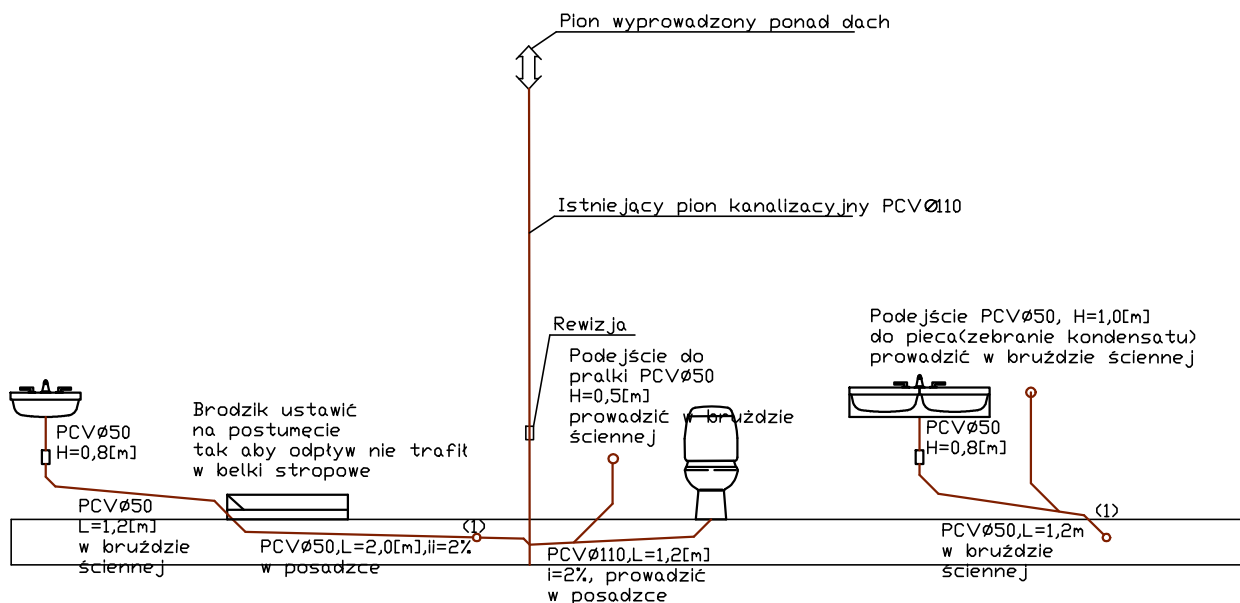 Pion wyprowadzony ponad dach
Istniejący pion kanalizacyjny PCVØ110
Rewizja
Podejście do
pralki PCVØ50
H=0,5[m]
prowadzić w bruździe
ściennej
Podejście PCVØ50, H=1,0[m]
do pieca(zebranie kondensatu)
prowadzić w bruździe ściennej
PCVØ50
H=0,8[m]
Brodzik ustawić
na postumęcie
tak aby odpływ nie trafił
w belki stropowe
PCVØ50
H=0,8[m]
PCVØ50
L=1,2[m]
w bruździe
ściennej
(1)
PCVØ50,L=2,0[m],ii=2%
w posadzce
PCVØ110,L=1,2[m]
i=2%, prowadzić
w posadzce
(1)
PCVØ50,L=1,2m
w bruździe
ściennej